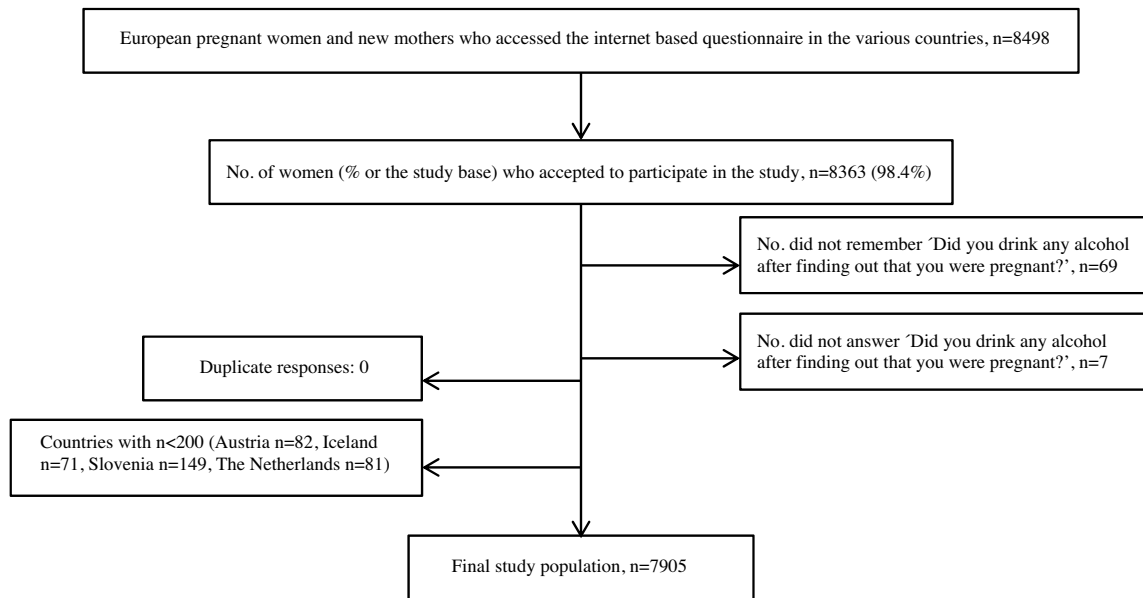 European pregnant women and new mothers who accessed the internet based questionnaire in the various countries, n=8498
No. of women (% or the study base) who accepted to participate in the study, n=8363 (98.4%)
No. did not remember ´Did you drink any alcohol
after finding out that you were pregnant?’, n=69
No. did not answer ´Did you drink any alcohol
after finding out that you were pregnant?’, n=7
Duplicate responses: 0
Countries with n<200 (Austria n=82, Iceland
n=71, Slovenia n=149, The Netherlands n=81)
Final study population, n=7905